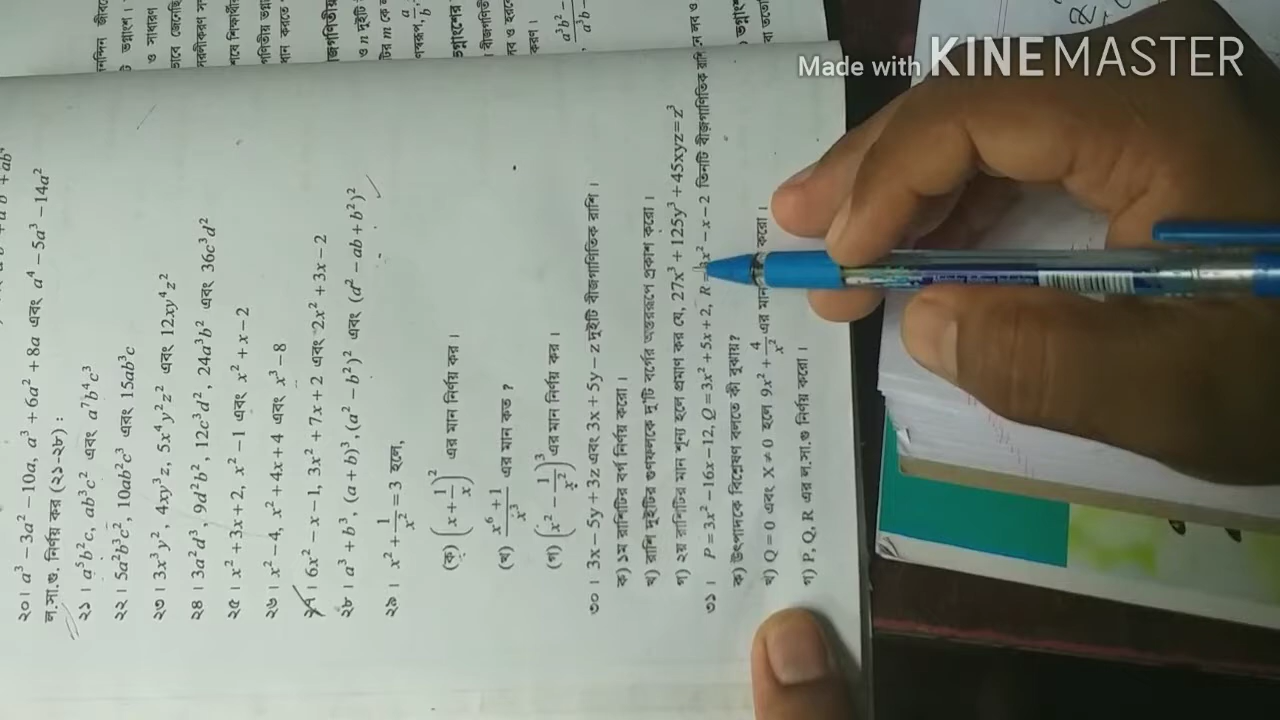 Made with KINEMASTER
২০। a³ – 3a² – 10a, a³ + 6a² + 8a এবং a⁴ – 5a³ – 14a²
ল.সা.গু. নির্ণয় কর (২১-২৮) :
২১। a⁵b²c, ab³c² এবং a⁷b⁴c³
২২। 5a²b³c², 10ab²c³ এবং 15ab³c
২৩। 3x³y², 4xy³z, 5x⁴y²z² এবং 12xy⁴z²
২৪। 3a²d³, 9d²b², 12c³d², 24a³b² এবং 36c³d²
২৫। x² + 3x + 2, x² – 1 এবং x² + x – 2
২৬। x² – 4, x² + 4x + 4 এবং x³ – 8
২৭। 6x² – x – 1, 3x² + 7x + 2 এবং 2x² + 3x – 2
২৮। a³ + b³, (a + b)³, (a² – b²)² এবং (a² – ab + b²)²
২৯। x² + 1/x² = 3 হলে,
(ক) (x + 1/x)² এর মান নির্ণয় কর।
(খ) (x⁶ + 1)/x³ এর মান কত ?
(গ) (x² – 1/x²)³ এর মান নির্ণয় কর।
৩০। 3x – 5y + 3z এবং 3x + 5y – z দুইটি বীজগাণিতিক রাশি।
ক) ১ম রাশিটির বর্গ নির্ণয় করো।
খ) রাশি দুইটির গুণফলকে দু'টি বর্গের অন্তররূপে প্রকাশ করো।
গ) ২য় রাশিটির মান শূন্য হলে প্রমাণ কর যে, 27x³ + 125y³ + 45xyz = z³
৩১। P = 3x² – 16x – 12, Q = 3x² + 5x + 2, R x² – x – 2 তিনটি বীজগাণিতিক রাশি
ক) উৎপাদকে বিশ্লেষণ বলতে কী বুঝায়?
খ) Q = 0 এবং X ≠ 0 হলে 9x² + 4/x² এর মান করো।
গ) P, Q, R এর ল.সা.গু নির্ণয় করো।